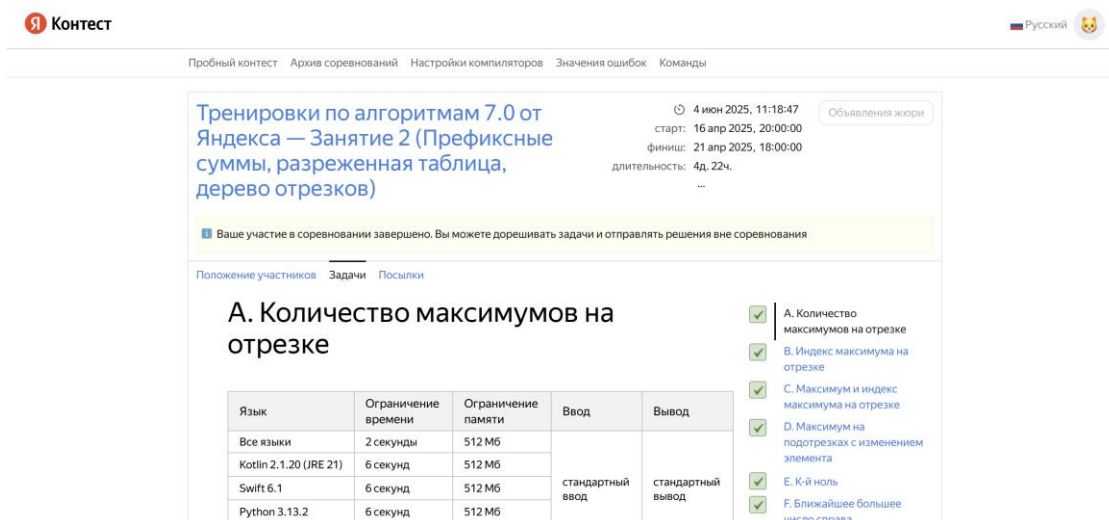 Я Контест
Русский
Пробный контест Архив соревнований Настройки компиляторов Значения ошибок Команды
Тренировки по алгоритмам 7.0 от
Яндекса — Занятие 2 (Префиксные
суммы, разреженная таблица,
дерево отрезков)
4 июн 2025, 11:18:47
старт: 16 апр 2025, 20:00:00
финиш: 21 апр 2025, 18:00:00
длительность: 4д. 22ч.
...
Объявления жюри
Ваше участие в соревновании завершено. Вы можете дорешивать задачи и отправлять решения вне соревнования
Положение участников Задачи Посылки
A. Количество максимумов на
отрезке
Язык
Ограничение
времени
Ограничение
памяти
Ввод
Вывод
Все языки 2 секунды 512 Мб
Kotlin 2.1.20 (JRE 21) 6 секунд 512 Мб
Swift 6.1 6 секунд 512 Мб
Python 3.13.2 6 секунд 512 Мб
стандартный
ввод
стандартный
вывод
A. Количество
максимумов на отрезке
B. Индекс максимума на
отрезке
C. Максимум и индекс
максимума на отрезке
D. Максимум на
подотрезках с изменением
элемента
E. K-й ноль
F. Ближайшее большее
число справа